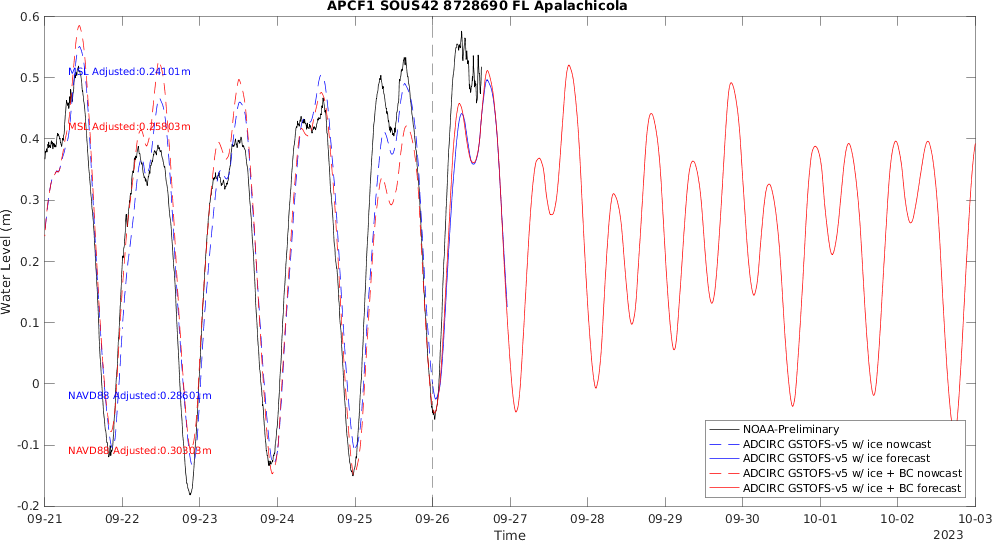 APCF1 SOUS42 8728690 FL Apalachicola
0.6
0.5
0.4
0.3
0.2
0.1
0
-0.1
-0.2
Water Level (m)
MSL Adjusted:0.24101m
MSL Adjusted:0.25803m
NAVD88 Adjusted:0.28601m
NAVD88 Adjusted:0.30303m
NOAA-Preliminary
ADCIRC GSTOFS-v5 w/ ice nowcast
ADCIRC GSTOFS-v5 w/ ice forecast
ADCIRC GSTOFS-v5 w/ ice + BC nowcast
ADCIRC GSTOFS-v5 w/ ice + BC forecast
09-21 09-22 09-23 09-24 09-25 09-26 09-27 09-28 09-29 09-30 10-01 10-02 10-03
Time
2023